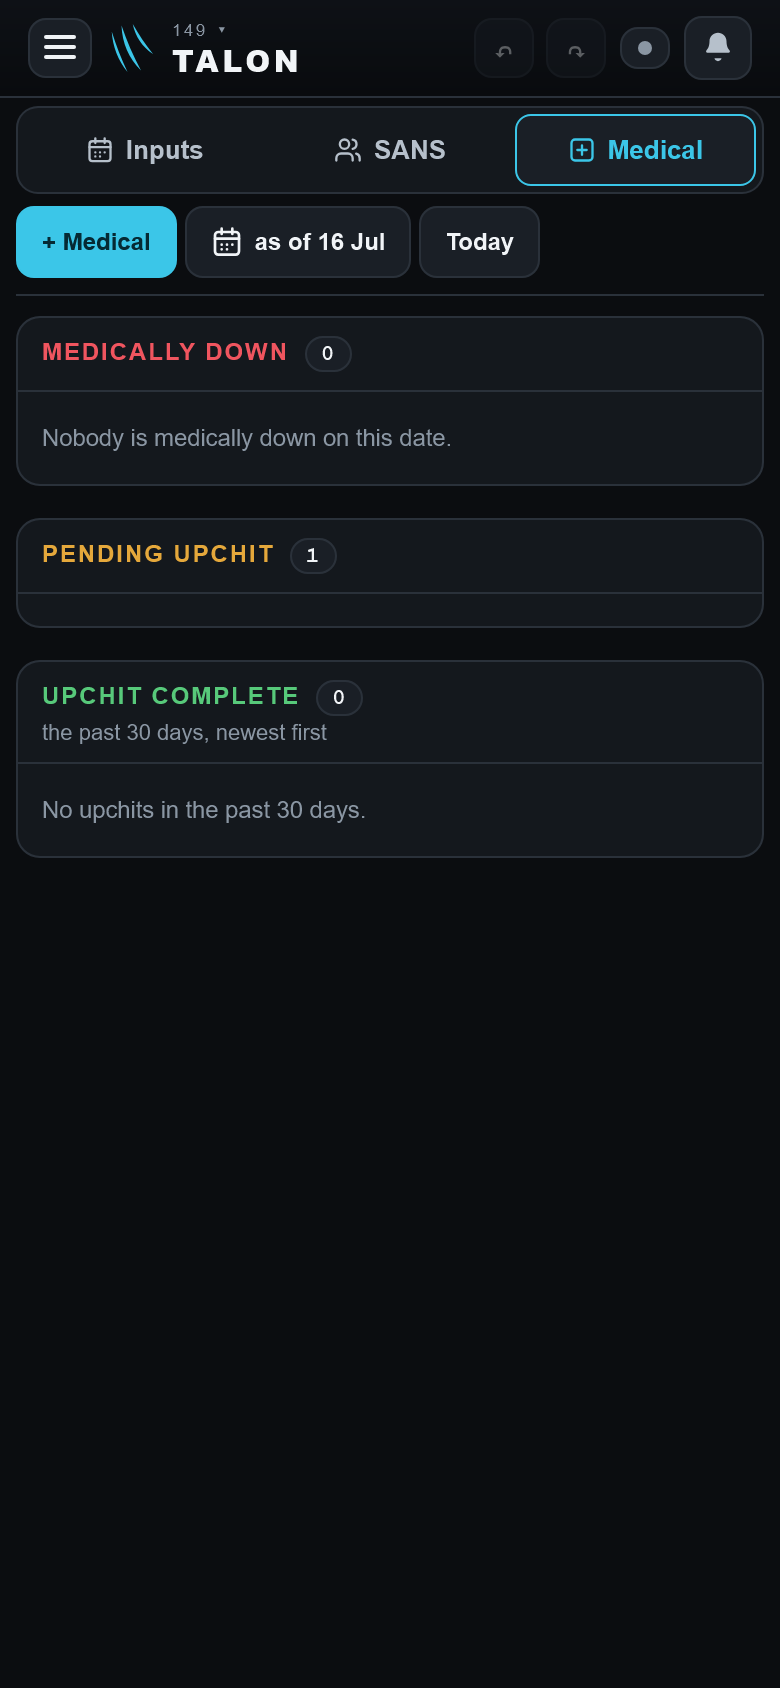 149 ▾
TALON
Inputs
SANS
Medical
+ Medical
as of 16 Jul
Today
MEDICALLY DOWN 0
Nobody is medically down on this date.
PENDING UPCHIT 1
UPCHIT COMPLETE 0
the past 30 days, newest first
No upchits in the past 30 days.